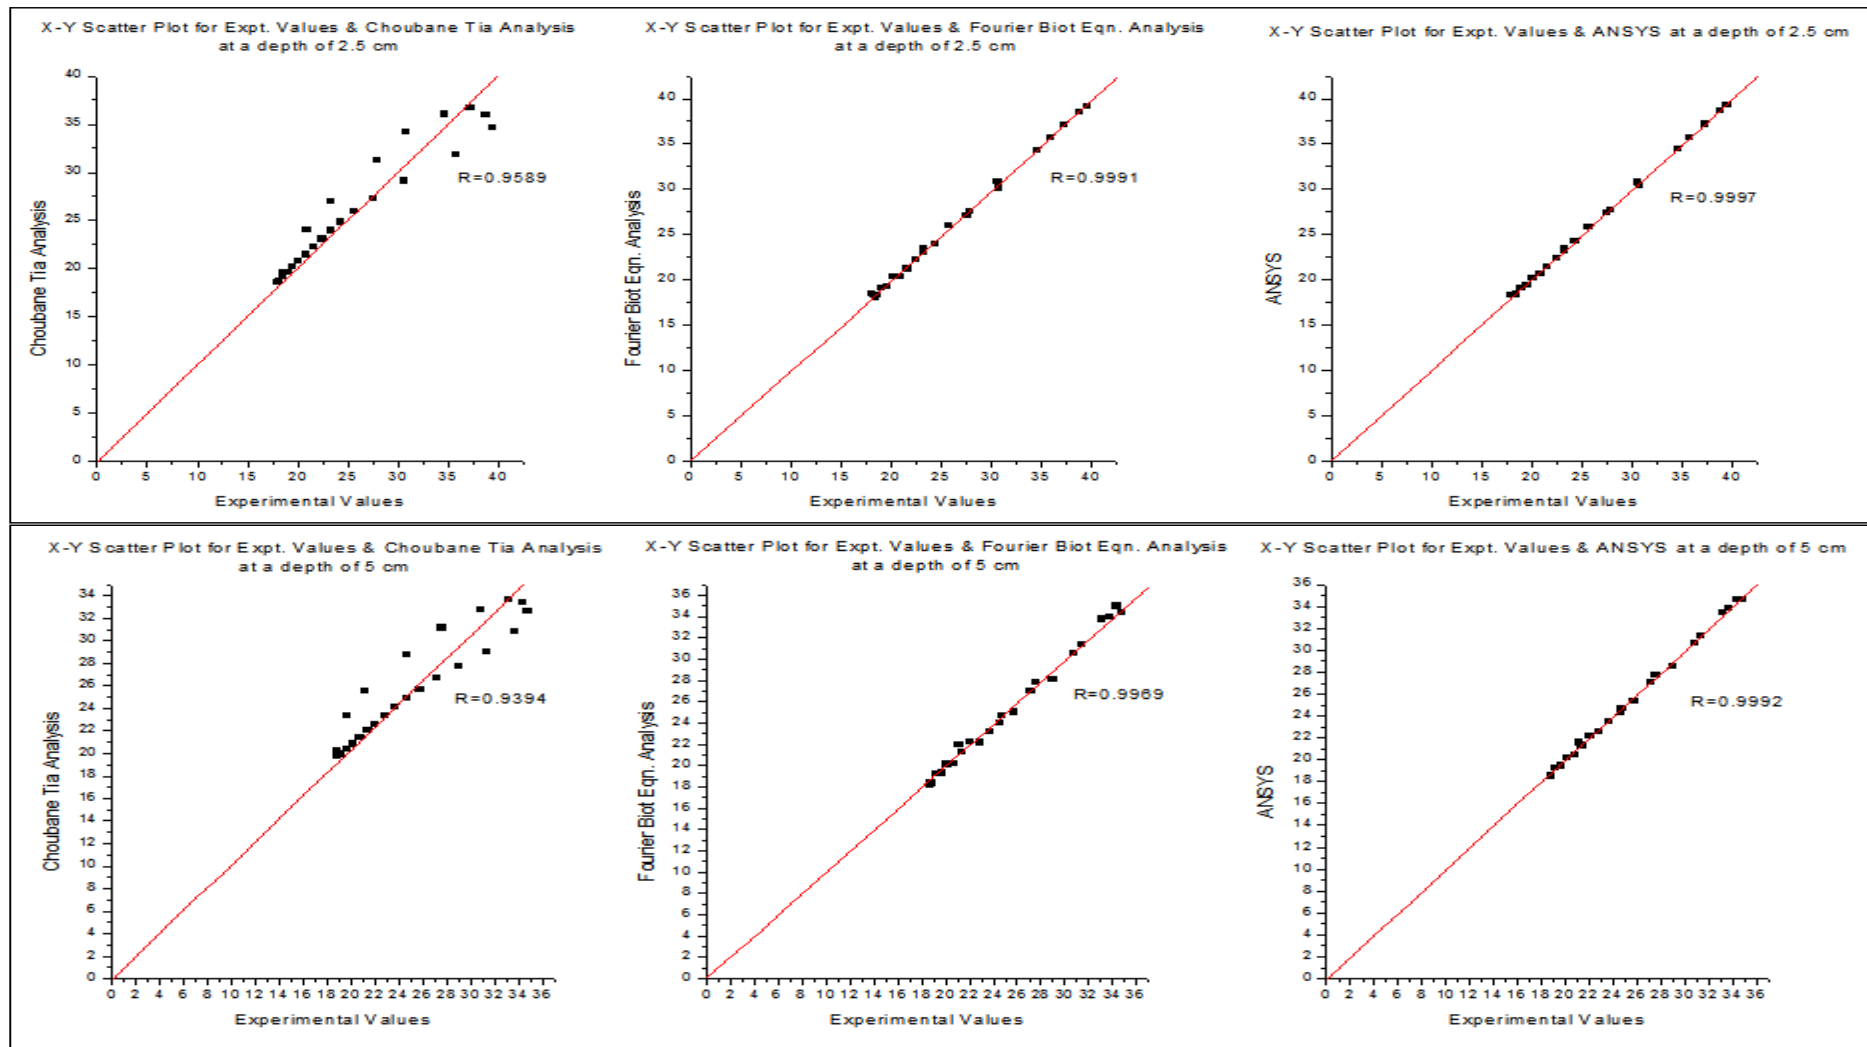 X-Y Scatter Plot for Expt. Values & Choubane Tia Analysis
at a depth of 2.5 cm
40
35
30
25
20
15
10
5
0
Choubane Tia Analysis
R=0.9589
0 5 10 15 20 25 30 35 40
Experimental Values
X-Y Scatter Plot for Expt. Values & Fourier Biot Eqn. Analysis
at a depth of 2.5 cm
40
35
30
25
20
15
10
5
0
Fourier Biot Eqn. Analysis
R=0.9991
0 5 10 15 20 25 30 35 40
Experimental Values
X-Y Scatter Plot for Expt. Values & ANSYS at a depth of 2.5 cm
40
35
30
25
20
15
10
5
0
ANSYS
R=0.9997
0 5 10 15 20 25 30 35 40
Experimental Values
X-Y Scatter Plot for Expt. Values & Choubane Tia Analysis
at a depth of 5 cm
34
32
30
28
26
24
22
20
18
16
14
12
10
8
6
4
2
0
Choubane Tia Analysis
R=0.9394
0 2 4 6 8 10 12 14 16 18 20 22 24 26 28 30 32 34 36
Experimental Values
X-Y Scatter Plot for Expt. Values & Fourier Biot Eqn. Analysis
at a depth of 5 cm
36
34
32
30
28
26
24
22
20
18
16
14
12
10
8
6
4
2
0
Fourier Biot Eqn. Analysis
R=0.9969
0 2 4 6 8 10 12 14 16 18 20 22 24 26 28 30 32 34 36
Experimental Values
X-Y Scatter Plot for Expt. Values & ANSYS at a depth of 5 cm
36
34
32
30
28
26
24
22
20
18
16
14
12
10
8
6
4
2
0
ANSYS
R=0.9992
0 2 4 6 8 10 12 14 16 18 20 22 24 26 28 30 32 34 36
Experimental Values